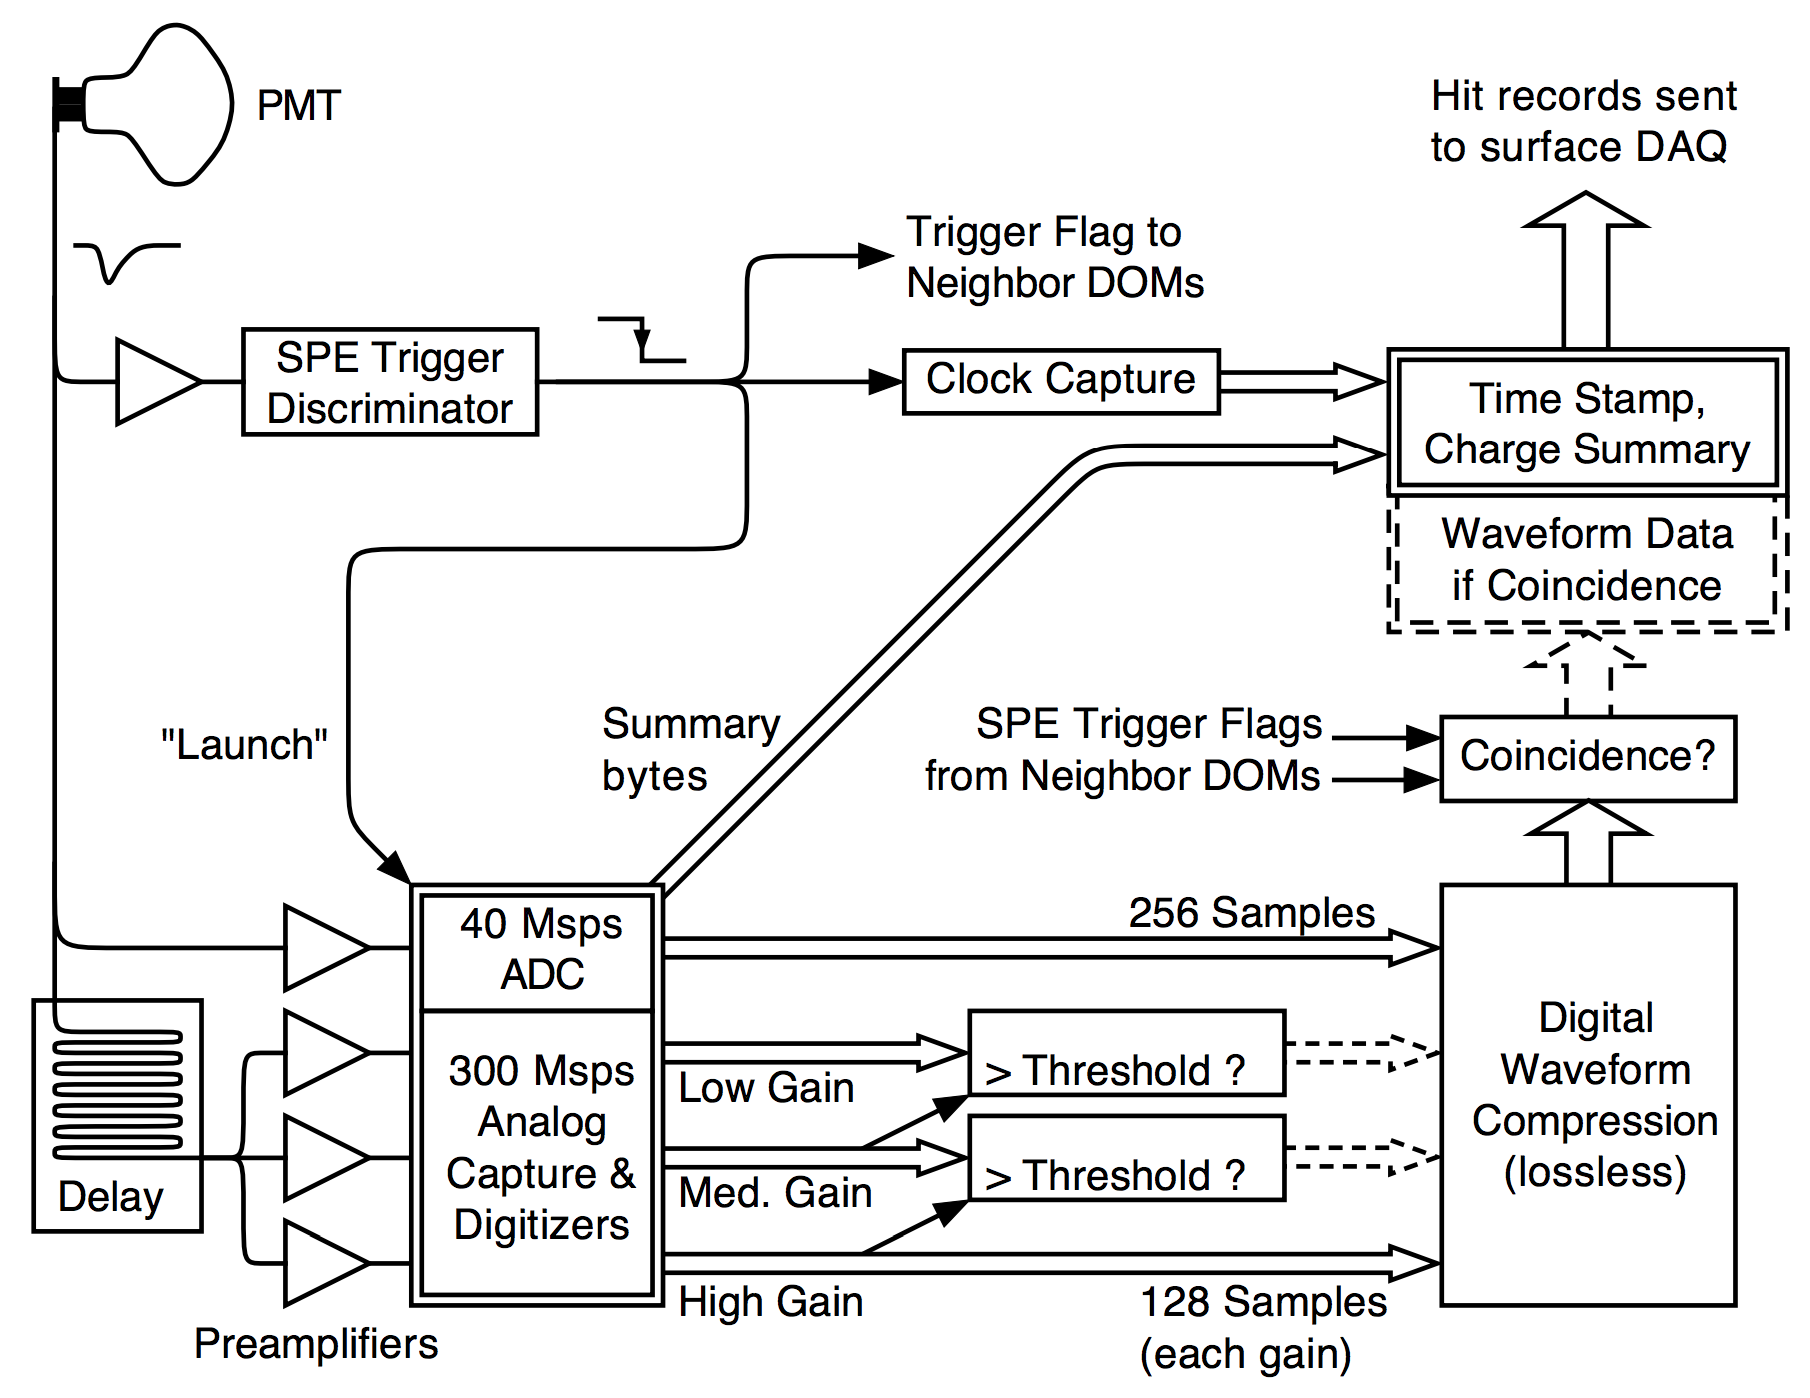 PMT
Hit records sent
to surface DAQ
Trigger Flag to
Neighbor DOMs
SPE Trigger
Discriminator
Clock Capture
Time Stamp,
Charge Summary
Waveform Data
if Coincidence
"Launch"
Summary
bytes
SPE Trigger Flags
from Neighbor DOMs
Coincidence?
40 Msps
ADC
256 Samples
300 Msps
Analog
Capture &
Digitizers
Low Gain
> Threshold ?
Med. Gain
> Threshold ?
High Gain
128 Samples
(each gain)
Digital
Waveform
Compression
(lossless)
Delay
Preamplifiers